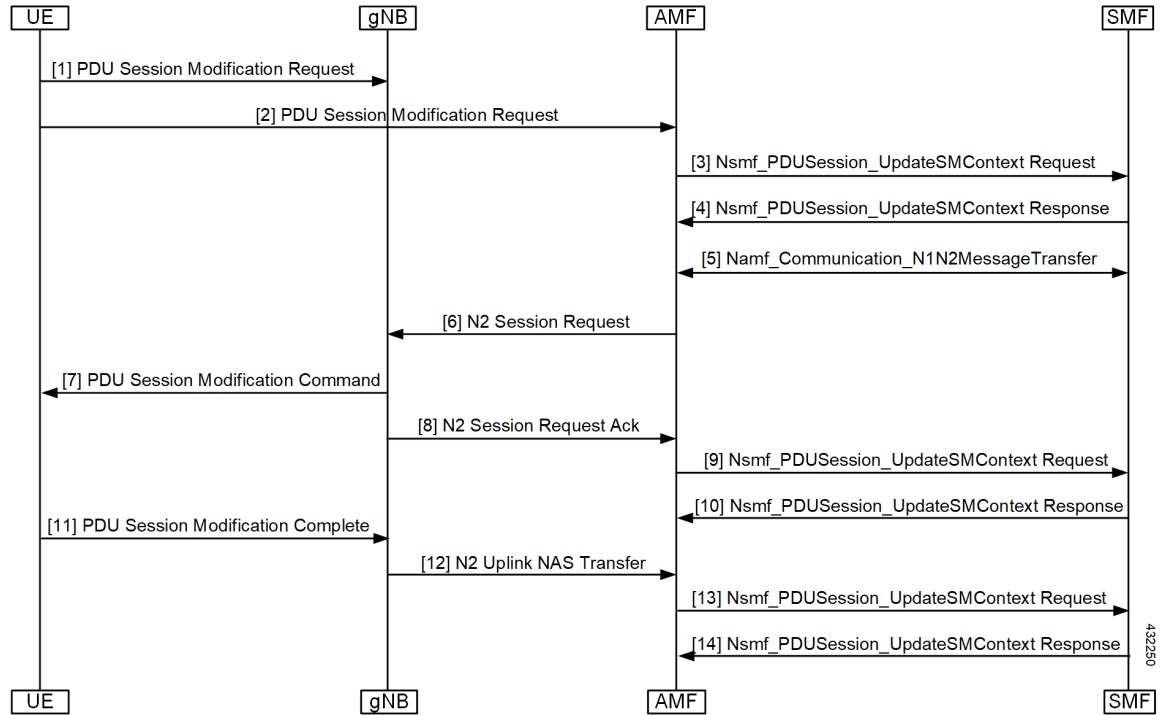 UE
gNB
AMF
SMF
[1] PDU Session Modification Request
[2] PDU Session Modification Request
[3] Nsmf_PDUSession_UpdateSMContext Request
[4] Nsmf_PDUSession_UpdateSMContext Response
[5] Namf_Communication_N1N2MessageTransfer
[6] N2 Session Request
[7] PDU Session Modification Command
[8] N2 Session Request Ack
[9] Nsmf_PDUSession_UpdateSMContext Request
[10] Nsmf_PDUSession_UpdateSMContext Response
[11] PDU Session Modification Complete
[12] N2 Uplink NAS Transfer
[13] Nsmf_PDUSession_UpdateSMContext Request
[14] Nsmf_PDUSession_UpdateSMContext Response
432250
UE
gNB
AMF
SMF